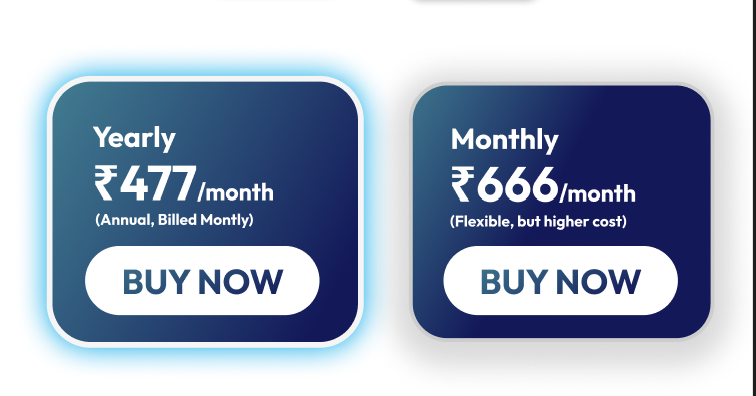 Yearly
₹477/month
(Annual, Billed Montly)
BUY NOW
Monthly
₹666/month
(Flexible, but higher cost)
BUY NOW